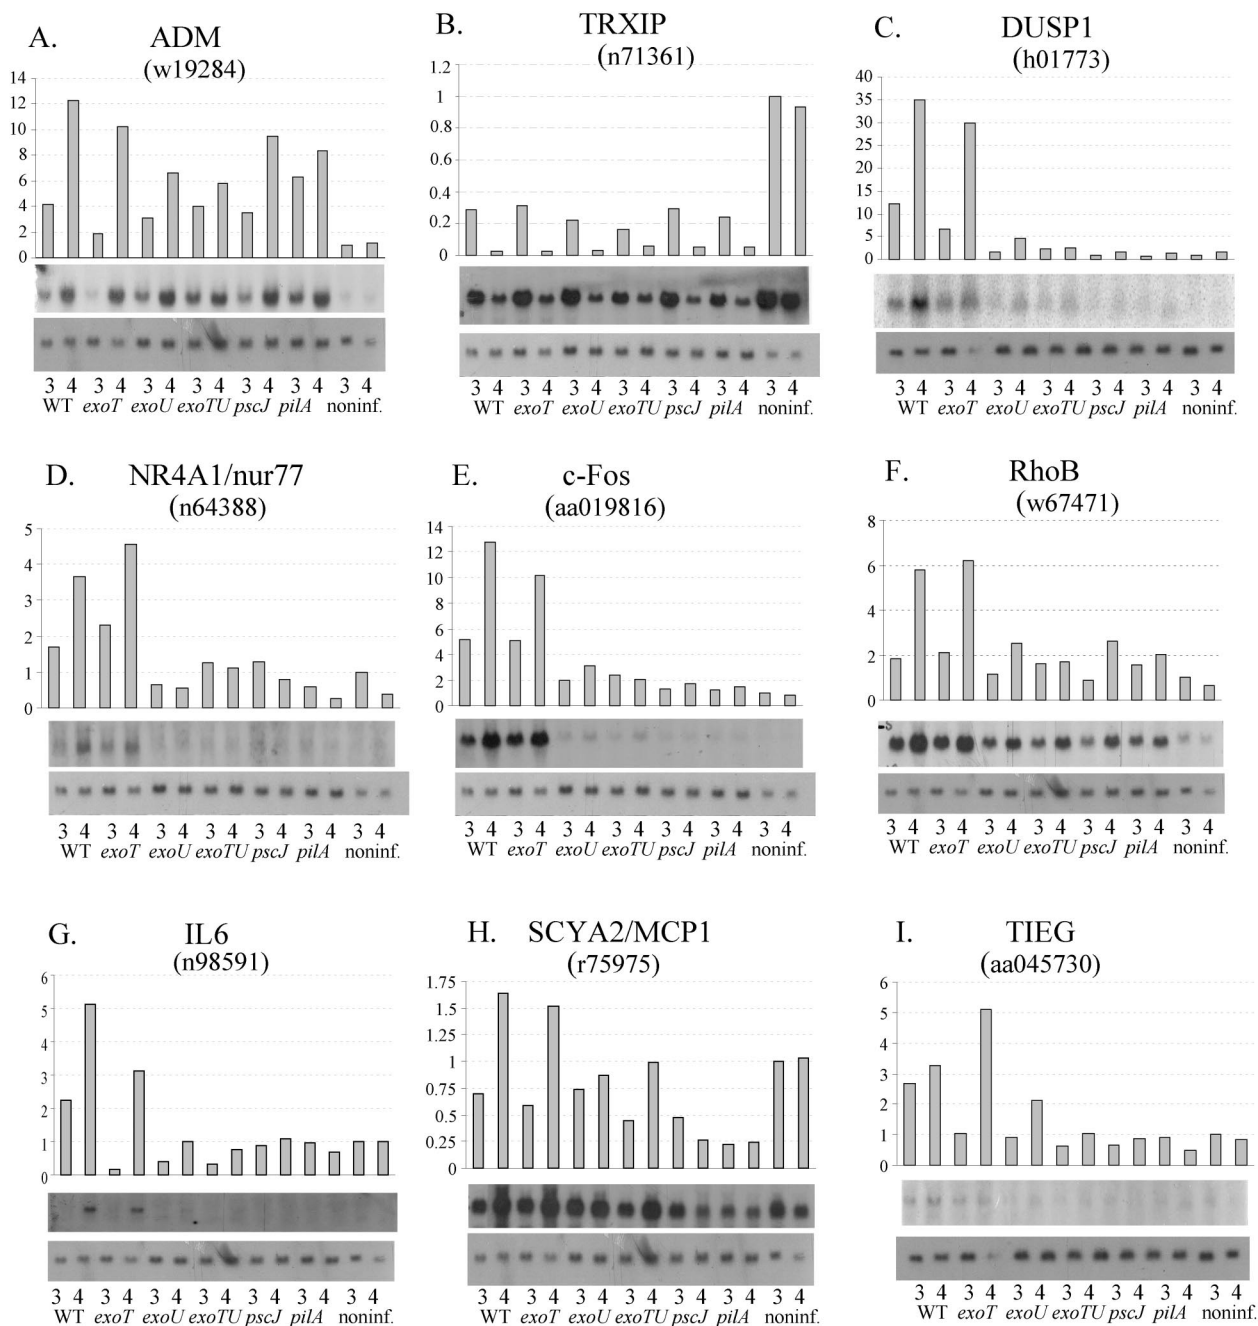 A. ADM
(w19284)
14
12
10
8
6
4
2
0
3 4 3 4 3 4 3 4 3 4 3 4 3 4
WT exoT exoU exoTU pscJ pilA noninf.
B. TRXIP
(n71361)
1.2
1
0.8
0.6
0.4
0.2
0
3 4 3 4 3 4 3 4 3 4 3 4 3 4
WT exoT exoU exoTU pscJ pilA noninf.
C. DUSP1
(h01773)
40
35
30
25
20
15
10
5
0
3 4 3 4 3 4 3 4 3 4 3 4 3 4
WT exoT exoU exoTU pscJ pilA noninf.
D. NR4A1/nur77
(n64388)
5
4
3
2
1
0
3 4 3 4 3 4 3 4 3 4 3 4 3 4
WT exoT exoU exoTU pscJ pilA noninf.
E. c-Fos
(aa019816)
14
12
10
8
6
4
2
0
3 4 3 4 3 4 3 4 3 4 3 4 3 4
WT exoT exoU exoTU pscJ pilA noninf.
F. RhoB
(w67471)
8
6
4
2
0
3 4 3 4 3 4 3 4 3 4 3 4 3 4
WT exoT exoU exoTU pscJ pilA noninf.
G. IL6
(n98591)
6
5
4
3
2
1
0
3 4 3 4 3 4 3 4 3 4 3 4 3 4
WT exoT exoU exoTU pscJ pilA noninf.
H. SCYA2/MCP1
(r75975)
1.75
1.5
1.25
1
0.75
0.5
0.25
0
3 4 3 4 3 4 3 4 3 4 3 4 3 4
WT exoT exoU exoTU pscJ pilA noninf.
I. TIEG
(aa045730)
6
5
4
3
2
1
0
3 4 3 4 3 4 3 4 3 4 3 4 3 4
WT exoT exoU exoTU pscJ pilA noninf.